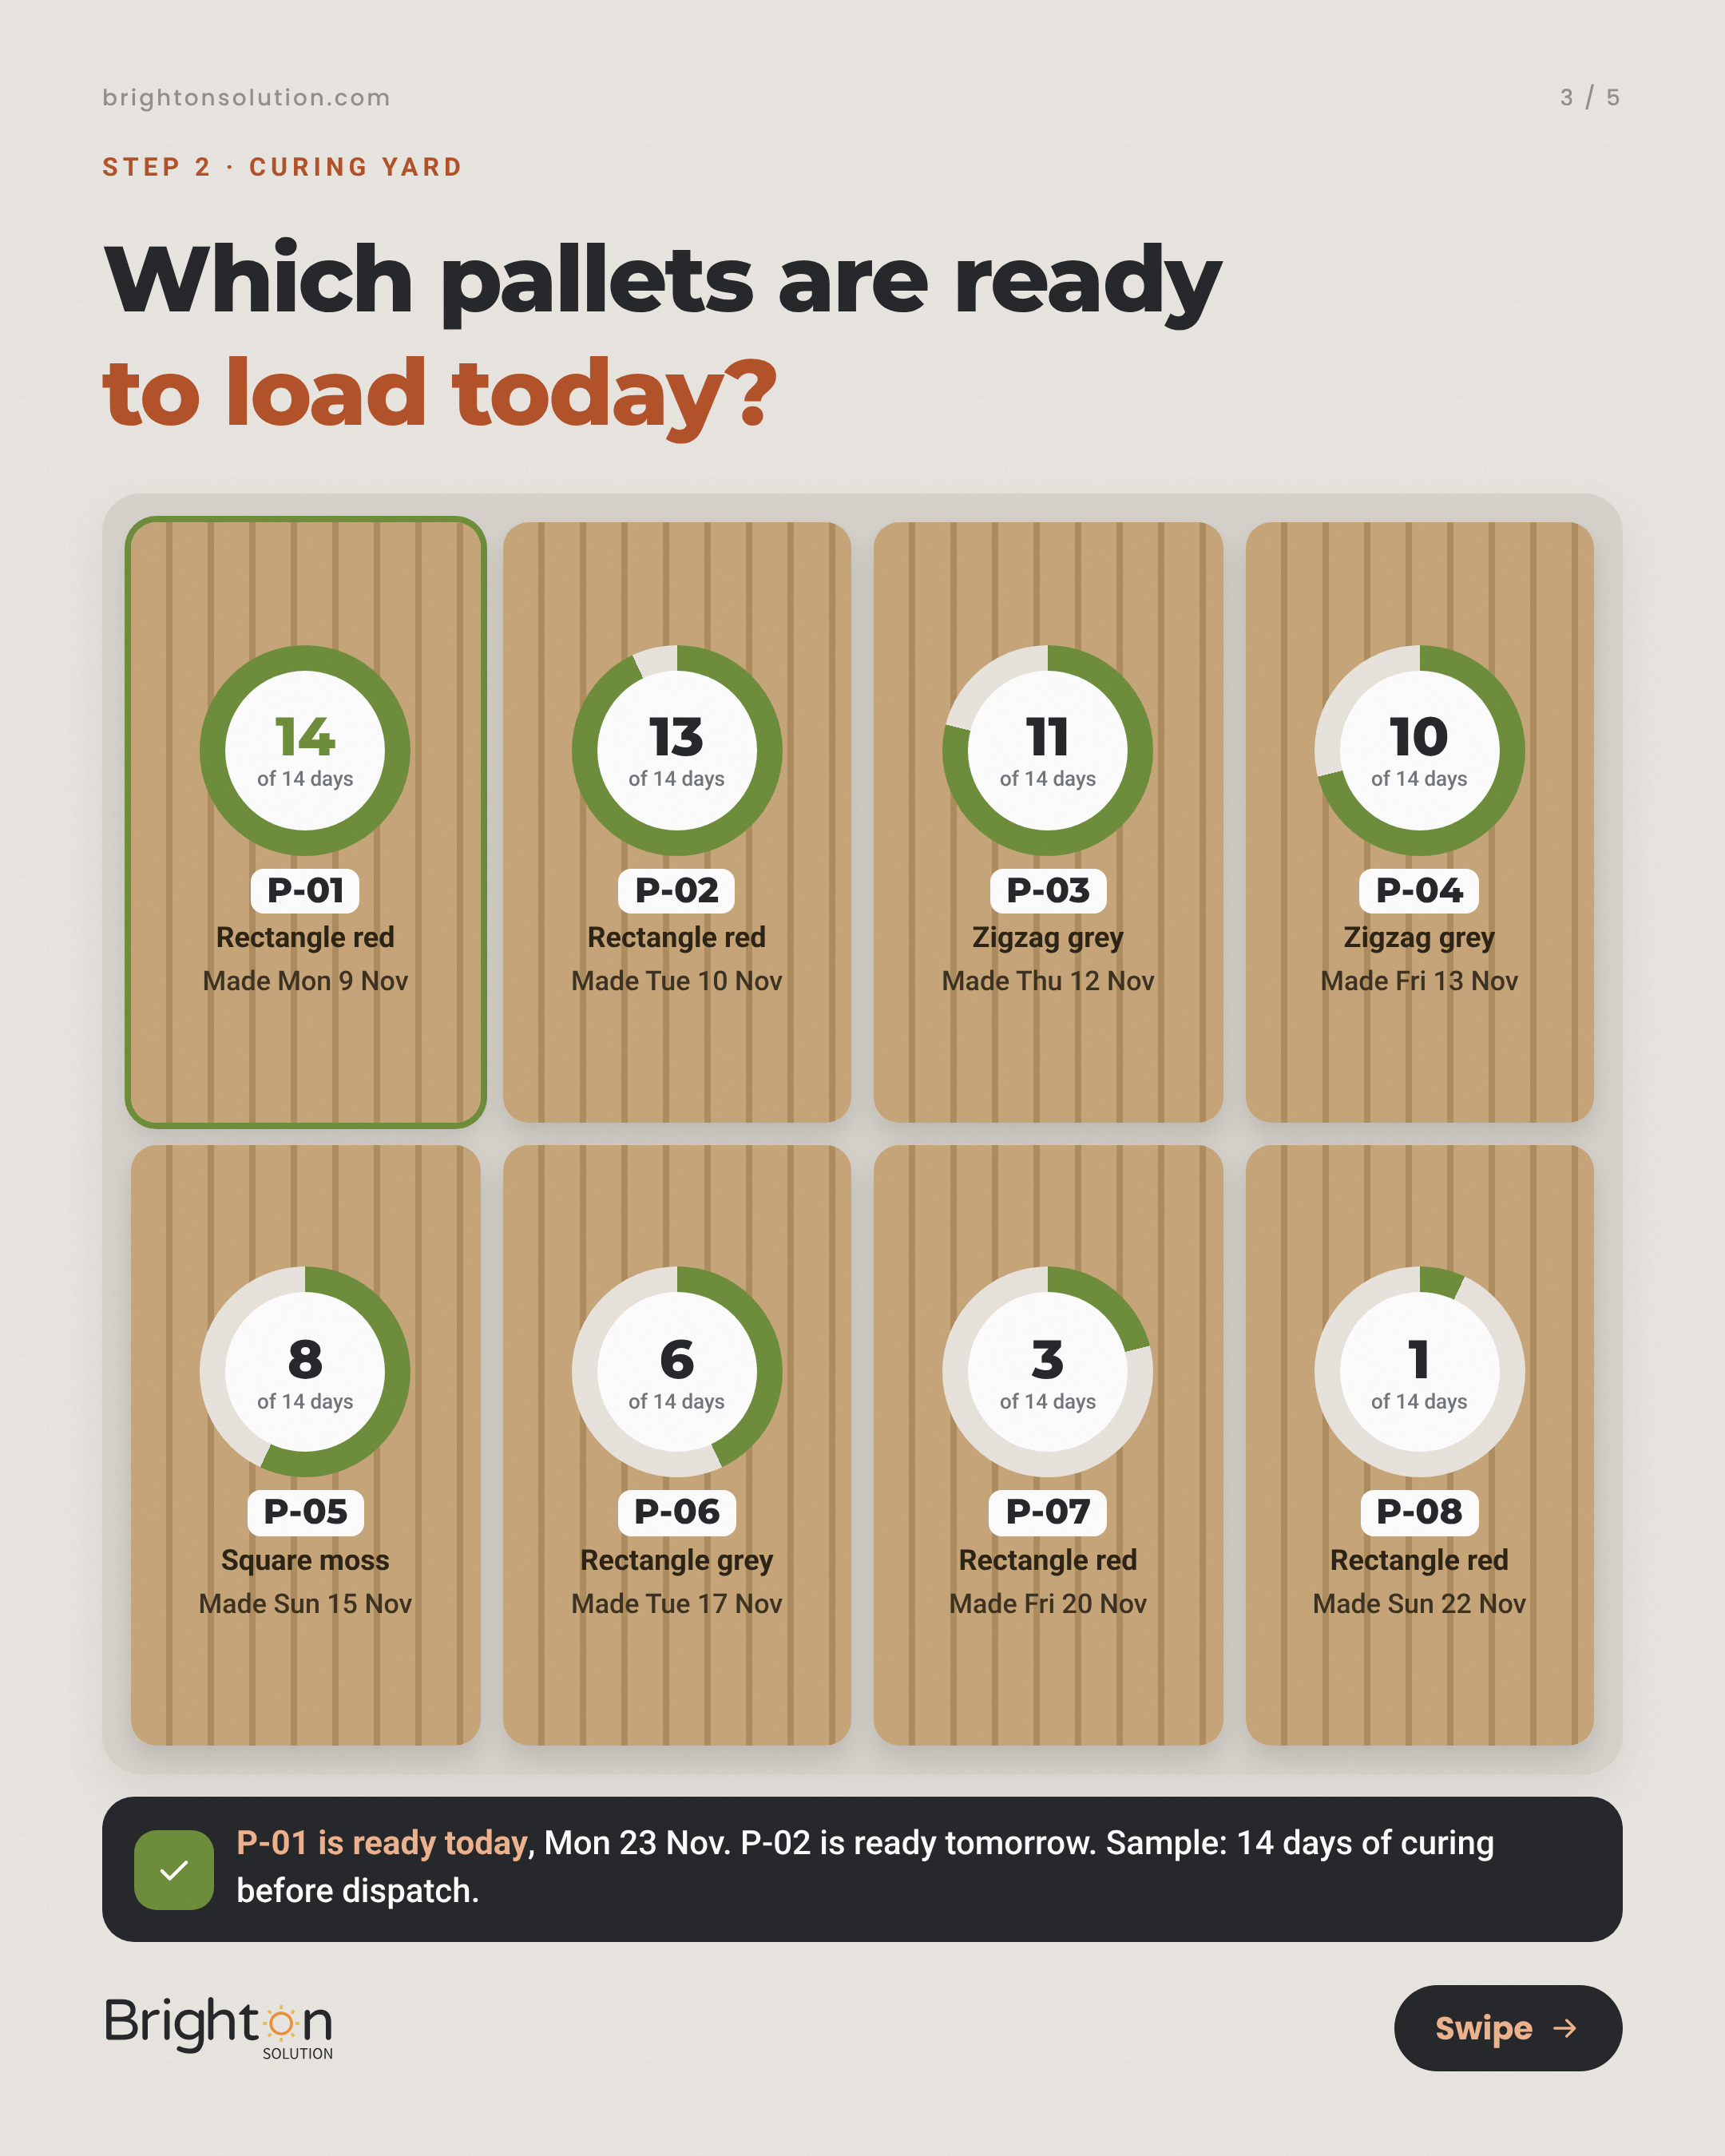 brightonsolution.com
3 / 5
STEP 2 · CURING YARD
Which pallets are ready
to load today?
14
of 14 days
P-01
Rectangle red
Made Mon 9 Nov
13
of 14 days
P-02
Rectangle red
Made Tue 10 Nov
11
of 14 days
P-03
Zigzag grey
Made Thu 12 Nov
10
of 14 days
P-04
Zigzag grey
Made Fri 13 Nov
8
of 14 days
P-05
Square moss
Made Sun 15 Nov
6
of 14 days
P-06
Rectangle grey
Made Tue 17 Nov
3
of 14 days
P-07
Rectangle red
Made Fri 20 Nov
1
of 14 days
P-08
Rectangle red
Made Sun 22 Nov
P-01 is ready today, Mon 23 Nov. P-02 is ready tomorrow. Sample: 14 days of curing
before dispatch.
Brighton
SOLUTION
Swipe →